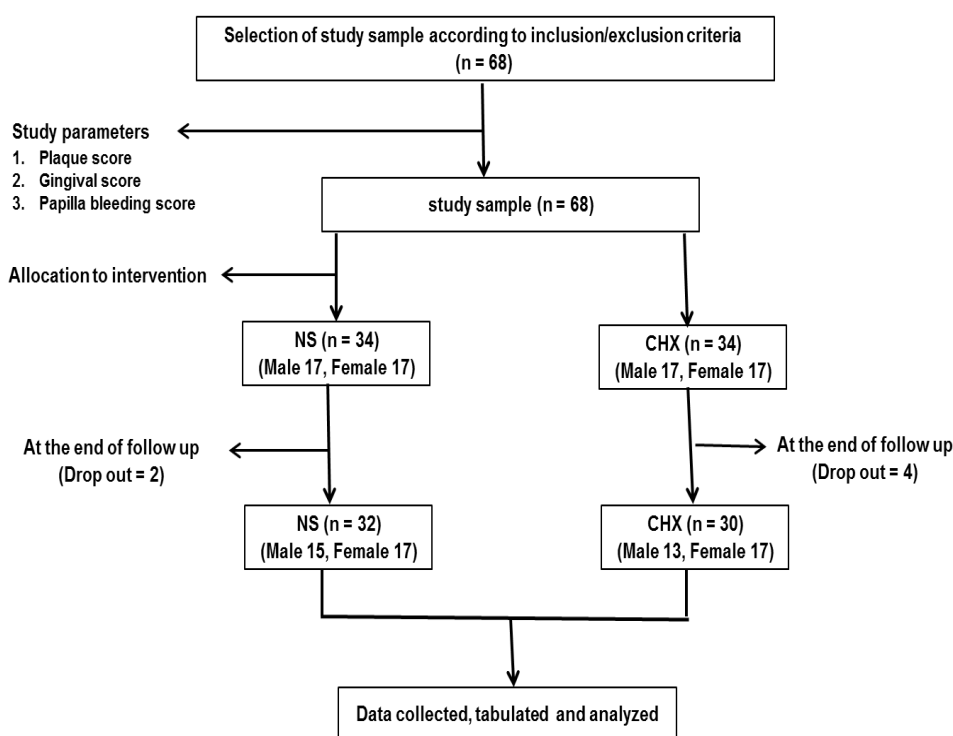 Selection of study sample according to inclusion/exclusion criteria
(n = 68)
Study parameters
1. Plaque score
2. Gingival score
3. Papilla bleeding score
study sample (n = 68)
Allocation to intervention
NS (n = 34)
(Male 17, Female 17)
CHX (n = 34)
(Male 17, Female 17)
At the end of follow up
(Drop out = 2)
At the end of follow up
(Drop out = 4)
NS (n = 32)
(Male 15, Female 17)
CHX (n = 30)
(Male 13, Female 17)
Data collected, tabulated and analyzed